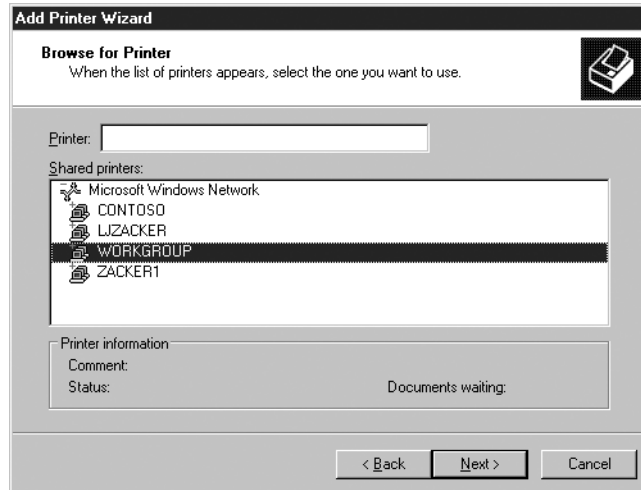 Add Printer Wizard
Browse for Printer
When the list of printers appears, select the one you want to use.
Printer:
Shared printers:
Microsoft Windows Network
CONTOSO
LJZACKER
WORKGROUP
ZACKER1
Printer information
Comment:
Status: Documents waiting:
< Back Next > Cancel